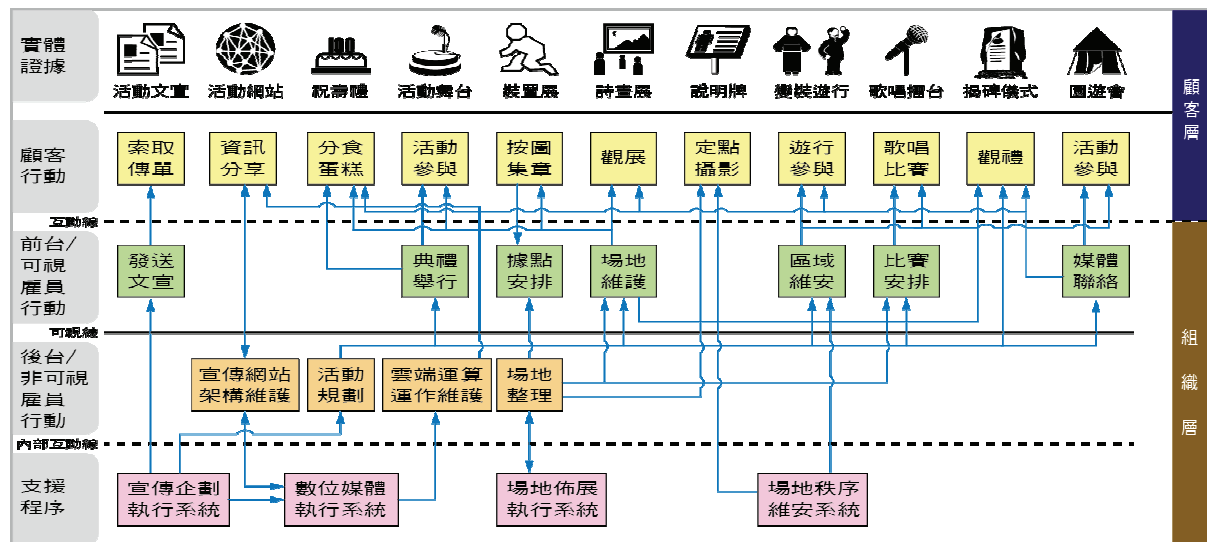 實體
證據
活動文宣
活動網站
祝壽禮
活動舞台
裝置展
詩畫展
說明牌
變裝遊行
歌唱擂台
揭碑儀式
園遊會
顧客層
顧客
行動
索取
傳單
資訊
分享
分食
蛋糕
活動
參與
按圖
集章
觀展
定點
攝影
遊行
參與
歌唱
比賽
觀禮
活動
參與
互動線
前台/
可視
雇員
行動
發送
文宣
典禮
舉行
據點
安排
場地
維護
區域
維安
比賽
安排
媒體
聯絡
可視線
組織層
後台/
非可視
雇員
行動
宣傳網站
架構維護
活動
規劃
雲端運算
運作維護
場地
整理
內部互動線
支援
程序
宣傳企劃
執行系統
數位媒體
執行系統
場地佈展
執行系統
場地秩序
維安系統